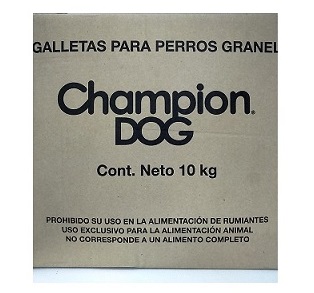 GALLETAS PARA PERROS GRANEL
Champion®
DOG
Cont. Neto 10 kg
PROHIBIDO SU USO EN LA ALIMENTACIÓN DE RUMIANTES
USO EXCLUSIVO PARA LA ALIMENTACIÓN ANIMAL
NO CORRESPONDE A UN ALIMENTO COMPLETO